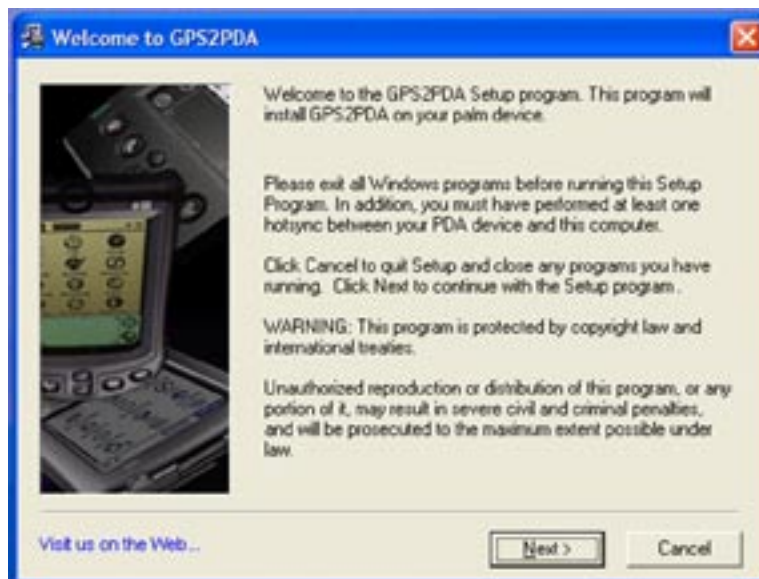 Welcome to GPS2PDA
Welcome to the GPS2PDA Setup program. This program will
install GPS2PDA on your palm device.
Please exit all Windows programs before running this Setup
Program. In addition, you must have performed at least one
hotsync between your PDA device and this computer.
Click Cancel to quit Setup and close any programs you have
running. Click Next to continue with the Setup program.
WARNING: This program is protected by copyright law and
international treaties.
Unauthorized reproduction or distribution of this program, or any
portion of it, may result in severe civil and criminal penalties,
and will be prosecuted to the maximum extent possible under
law.
Visit us on the Web...
Next >
Cancel